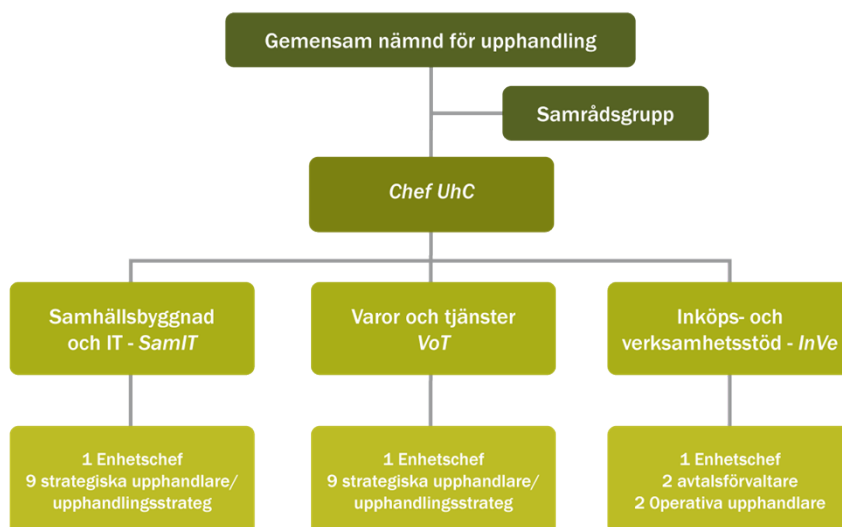 Gemensam nämnd för upphandling
Samrådsgrupp
Chef UhC
Samhällsbyggnad
och IT - SamIT
Varor och tjänster
VoT
Inköps- och
verksamhetsstöd - InVe
1 Enhetschef
9 strategiska upphandlare/
upphandlingsstrateg
1 Enhetschef
9 strategiska upphandlare/
upphandlingsstrateg
1 Enhetschef
2 avtalsförvaltare
2 Operativa upphandlare